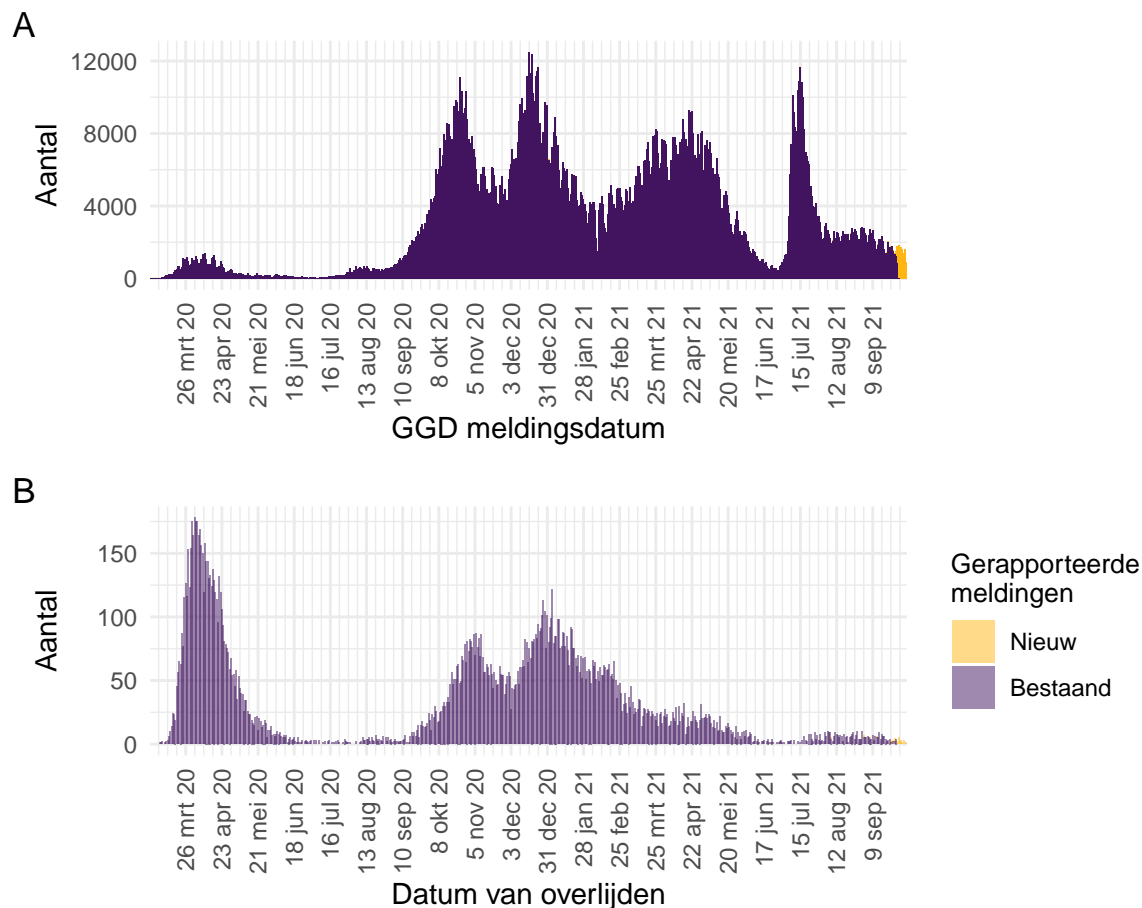 A
Aantal
12000
8000
4000
0
26 mrt 20
23 apr 20
21 mei 20
18 jun 20
16 jul 20
13 aug 20
10 sep 20
8 okt 20
5 nov 20
3 dec 20
31 dec 20
28 jan 21
25 feb 21
25 mrt 21
22 apr 21
20 mei 21
17 jun 21
15 jul 21
12 aug 21
9 sep 21
GGD meldingsdatum
B
Aantal
150
100
50
0
26 mrt 20
23 apr 20
21 mei 20
18 jun 20
16 jul 20
13 aug 20
10 sep 20
8 okt 20
5 nov 20
3 dec 20
31 dec 20
28 jan 21
25 feb 21
25 mrt 21
22 apr 21
20 mei 21
17 jun 21
15 jul 21
12 aug 21
9 sep 21
Datum van overlijden
Gerapporteerde
meldingen
Nieuw
Bestaand